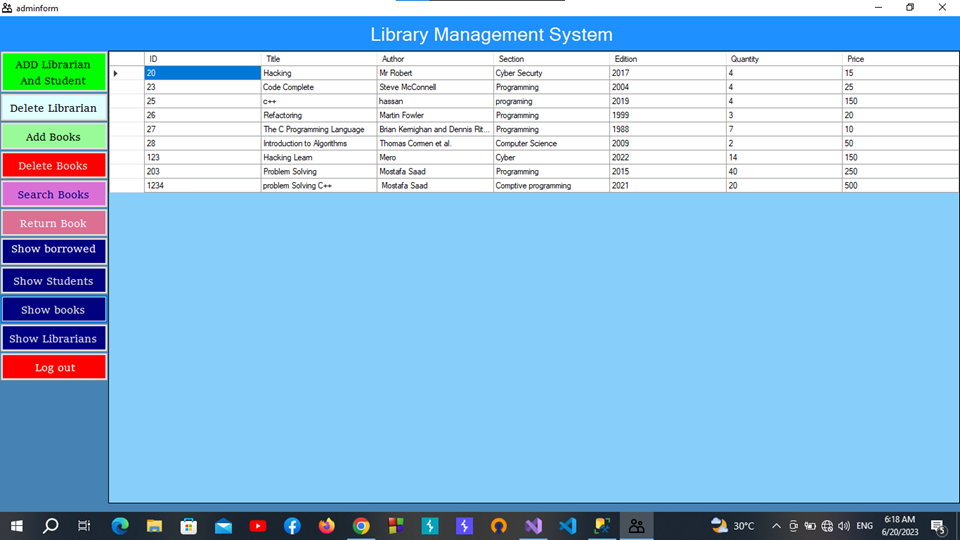 adminform
Library Management System
ADD Librarian
And Student
Delete Librarian
Add Books
Delete Books
Search Books
Return Book
Show borrowed
Show Students
Show books
Show Librarians
Log out
ID Title Author Section Edition Quantity Price
20 Hacking Mr Robert Cyber Securty 2017 4 15
23 Code Complete Steve McConnell Programming 2004 4 25
25 c++ hassan programing 2019 4 150
26 Refactoring Martin Fowler Programming 1999 3 20
27 The C Programming Language Brian Kernighan and Dennis Rit... Programming 1988 7 10
28 Introduction to Algorithms Thomas Cormen et al. Computer Science 2009 2 50
123 Hacking Learn Mero Cyber 2022 14 150
203 Problem Solving Mostafa Saad Programming 2015 40 250
1234 problem Solving C++ Mostafa Saad Comptive programming 2021 20 500
30°C
ENG
6:18 AM
6/20/2023
5